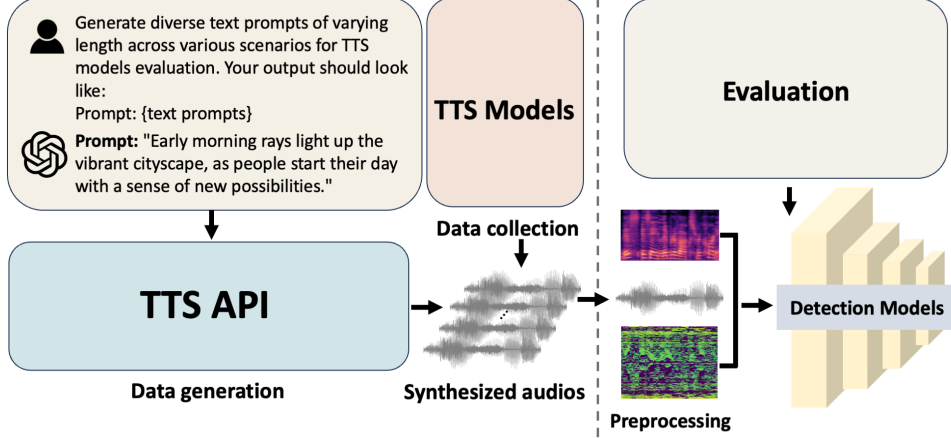 Generate diverse text prompts of varying
length across various scenarios for TTS
models evaluation. Your output should look
like:
Prompt: {text prompts}
Prompt: "Early morning rays light up the
vibrant cityscape, as people start their day
with a sense of new possibilities."
TTS Models
Evaluation
Data collection
TTS API
Detection Models
Data generation
Synthesized audios
Preprocessing